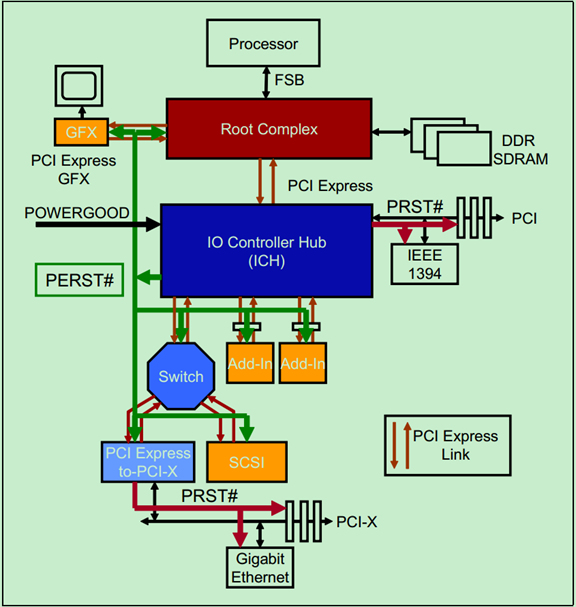 Processor
FSB
GFX
Root Complex
PCI Express
GFX
DDR
SDRAM
PCI Express
POWERGOOD
PRST#
PCI
IO Controller Hub
(ICH)
IEEE
1394
PERST#
Switch
Add-In
Add-In
PCI Express
to-PCI-X
SCSI
PCI Express
Link
PRST#
PCI-X
Gigabit
Ethernet